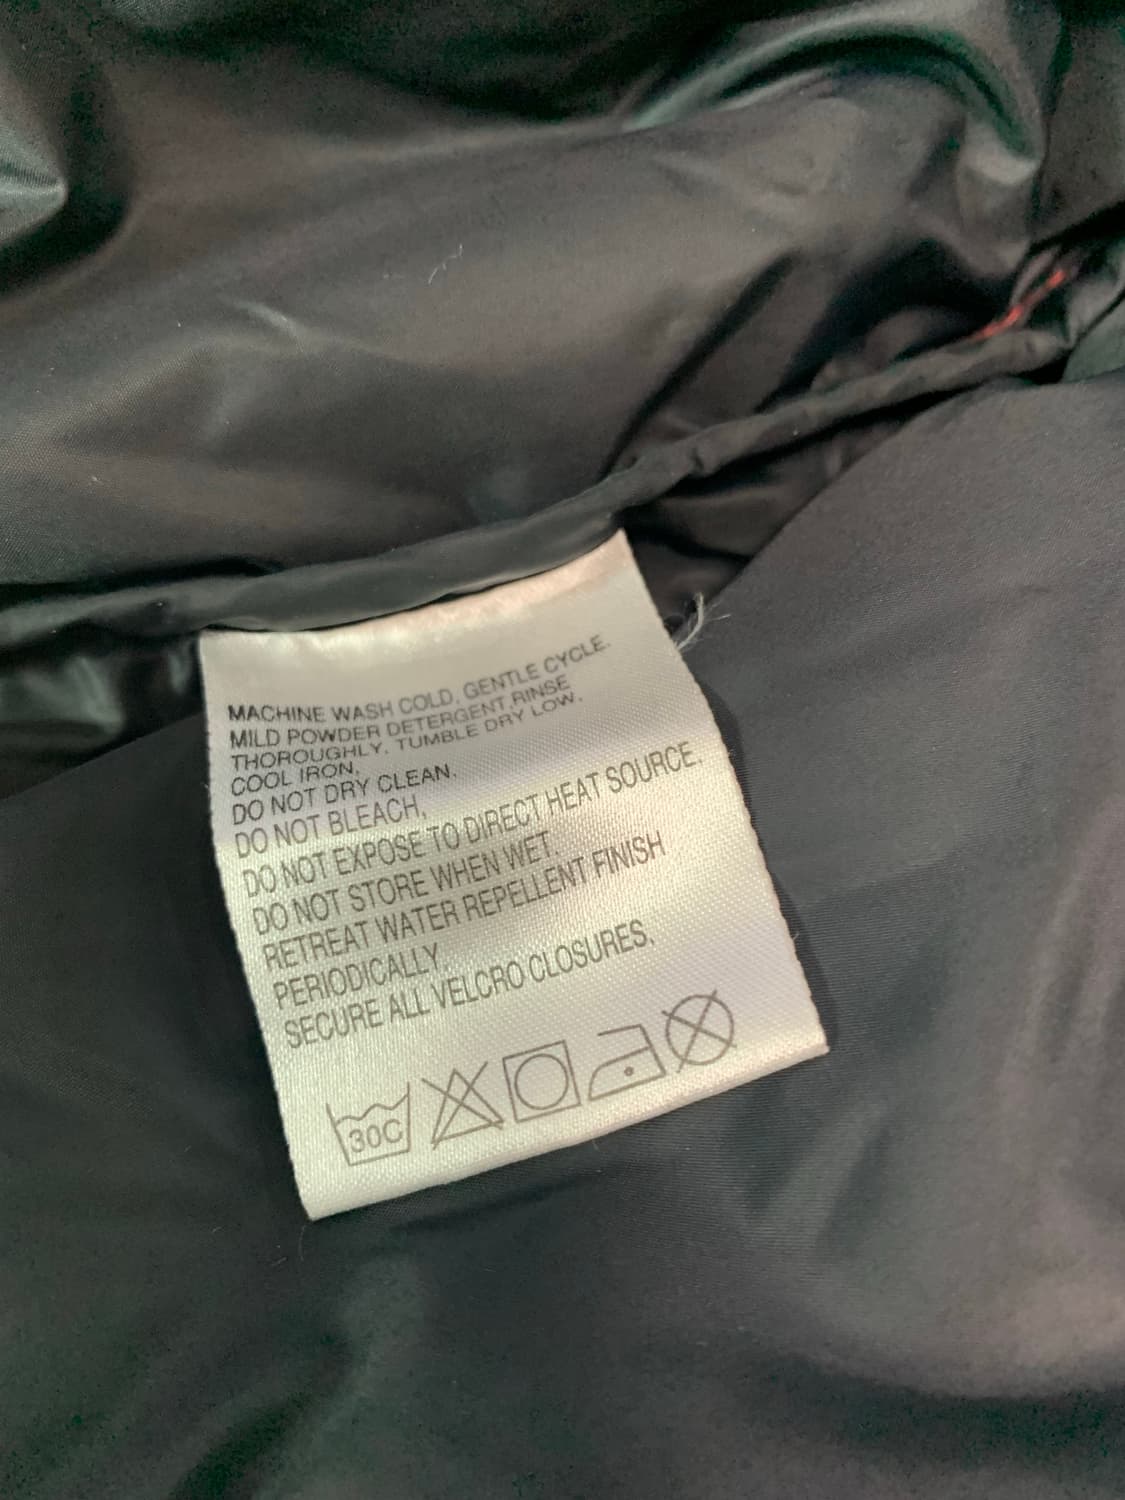 MACHINE WASH COLD, GENTLE CYCLE.
MILD POWDER DETERGENT,RINSE
THOROUGHLY. TUMBLE DRY LOW.
COOL IRON,
DO NOT DRY CLEAN.
DO NOT BLEACH,
DO NOT EXPOSE TO DIRECT HEAT SOURCE.
DO NOT STORE WHEN WET.
RETREAT WATER REPELLENT FINISH
PERIODICALLY.
SECURE ALL VELCRO CLOSURES,
30C